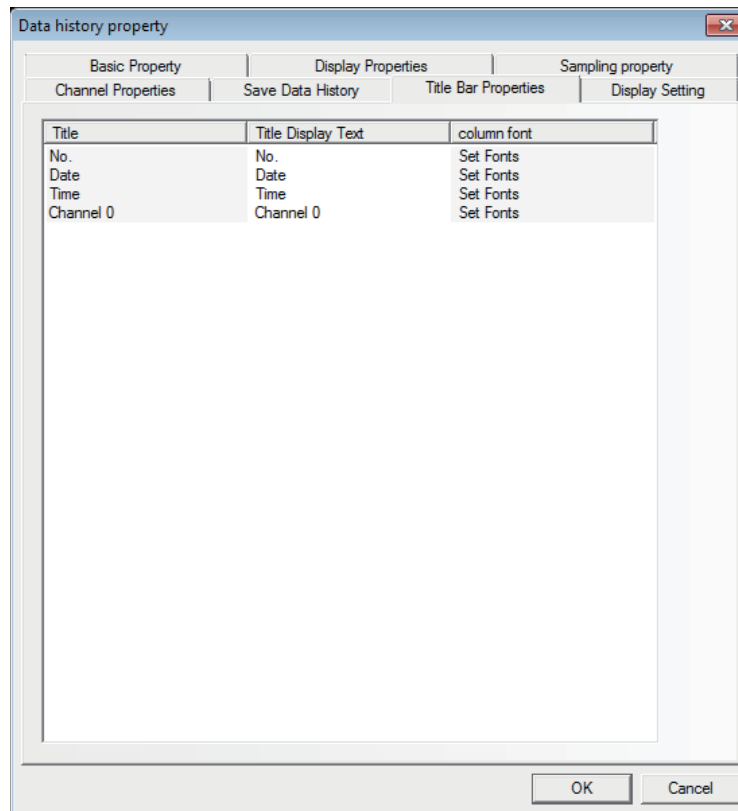 Data history property
Basic Property Display Properties Sampling property
Channel Properties Save Data History Title Bar Properties Display Setting
Title Title Display Text column font
No. No. Set Fonts
Date Date Set Fonts
Time Time Set Fonts
Channel 0 Channel 0 Set Fonts
OK Cancel